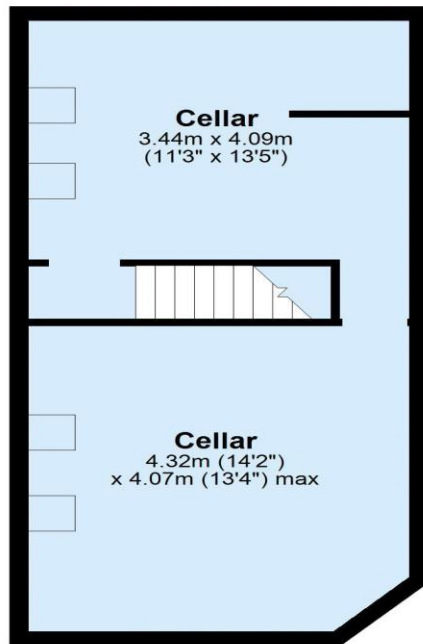 Cellar
3.44m x 4.09m
(11'3" x 13'5")
Cellar
4.32m (14'2")
x 4.07m (13'4") max